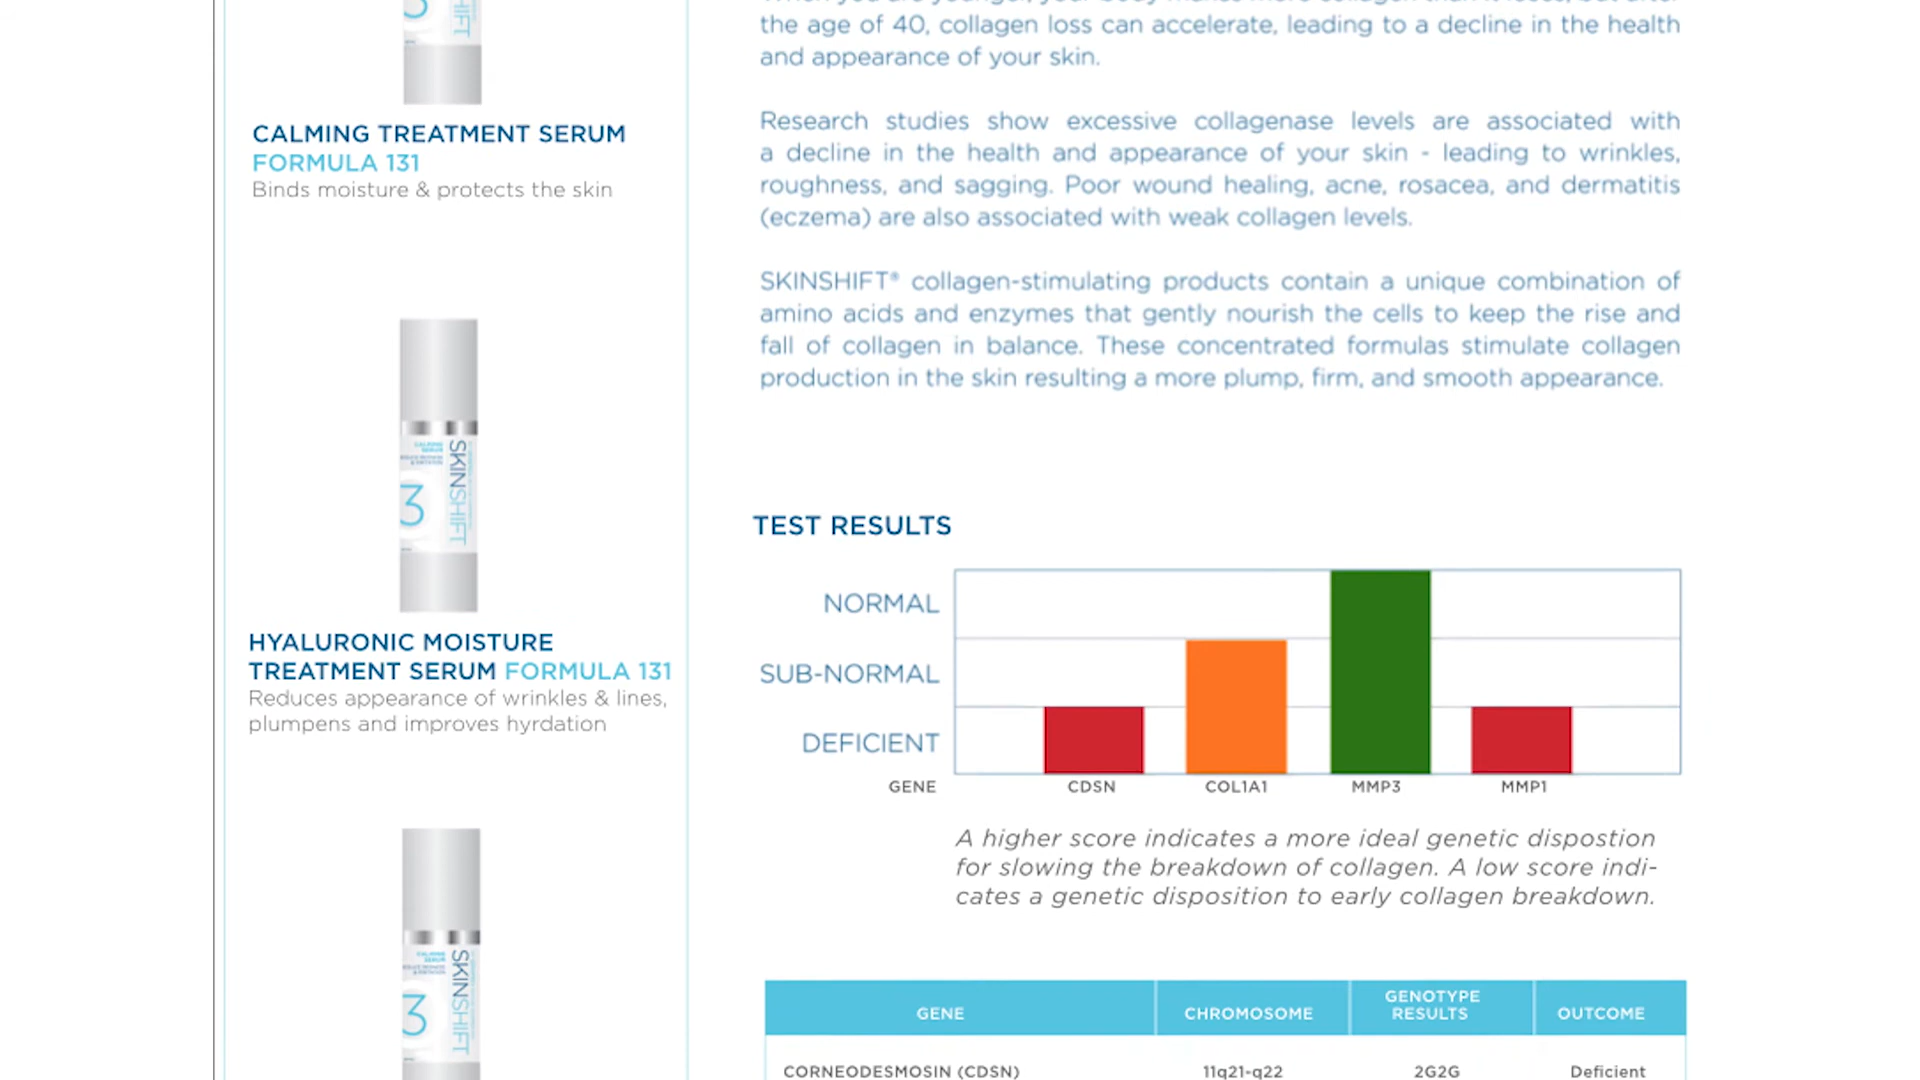 SHIFT
3
CALMING TREATMENT SERUM
FORMULA 131
Binds moisture & protects the skin
CALMING
SERUM
SKINSHIFT
3
HYALURONIC MOISTURE
TREATMENT SERUM FORMULA 131
Reduces appearance of wrinkles & lines,
plumpens and improves hyrdation
CALMING
SERUM
SKINSHIFT
3
the age of 40, collagen loss can accelerate, leading to a decline in the health
and appearance of your skin.
Research studies show excessive collagenase levels are associated with
a decline in the health and appearance of your skin - leading to wrinkles,
roughness, and sagging. Poor wound healing, acne, rosacea, and dermatitis
(eczema) are also associated with weak collagen levels.
SKINSHIFT® collagen-stimulating products contain a unique combination of
amino acids and enzymes that gently nourish the cells to keep the rise and
fall of collagen in balance. These concentrated formulas stimulate collagen
production in the skin resulting a more plump, firm, and smooth appearance.
TEST RESULTS
NORMAL
SUB-NORMAL
DEFICIENT
GENE CDSN COL1A1 MMP3 MMP1
A higher score indicates a more ideal genetic dispostion
for slowing the breakdown of collagen. A low score indi-
cates a genetic disposition to early collagen breakdown.
GENE CHROMOSOME GENOTYPE RESULTS OUTCOME
CORNEODESMOSIN (CDSN) 11q21-q22 2G2G Deficient